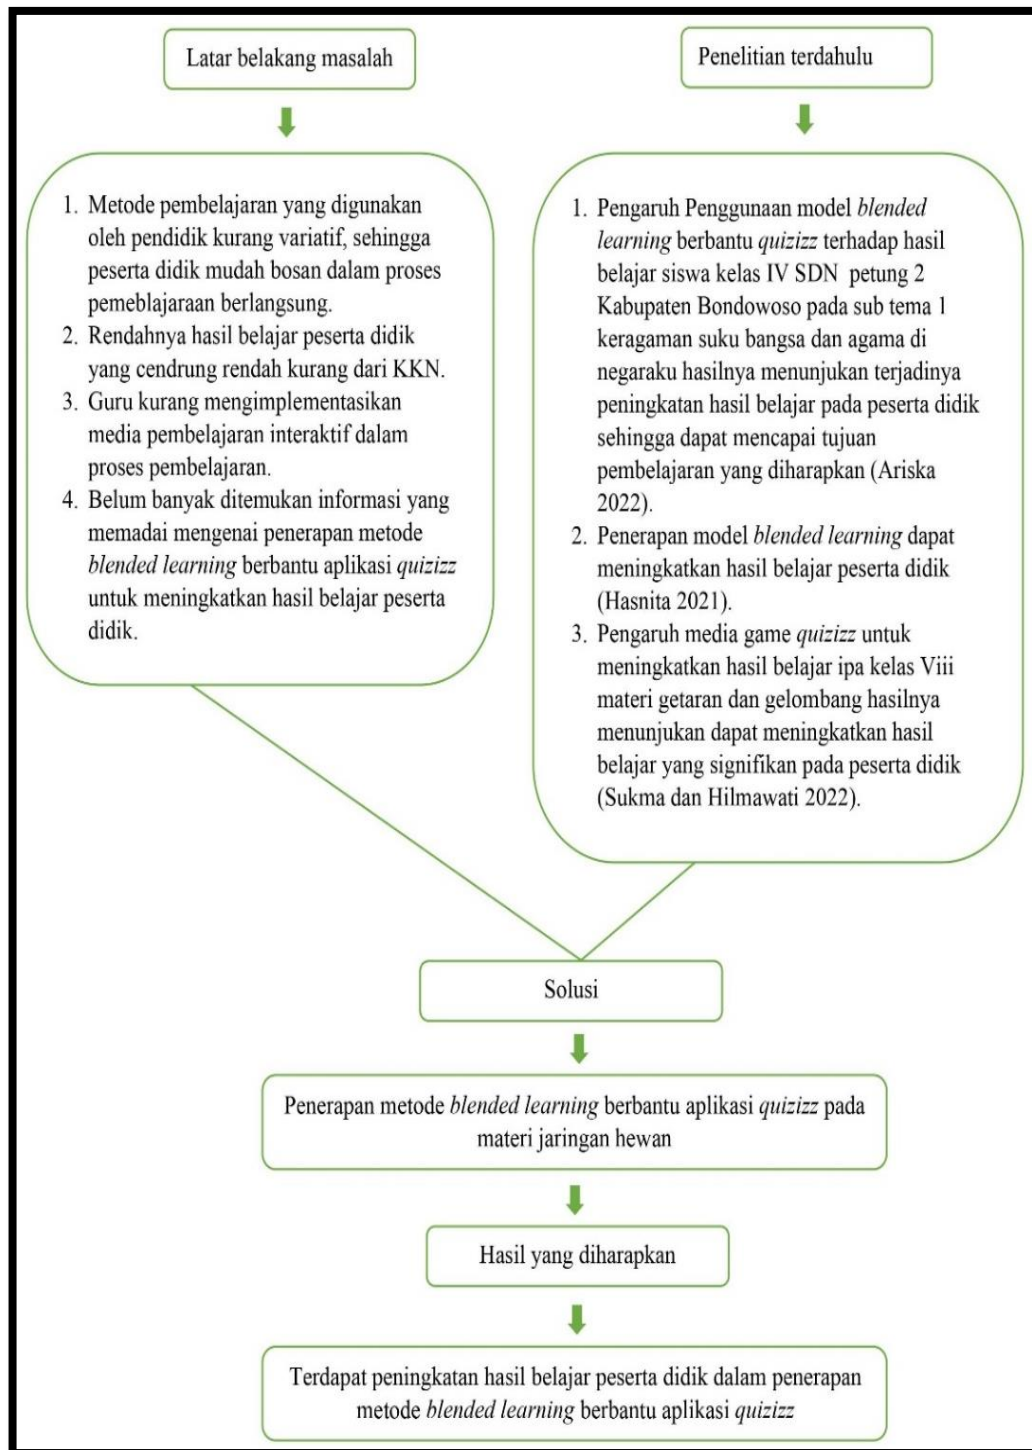 Latar belakang masalah
1. Metode pembelajaran yang digunakan
oleh pendidik kurang variatif, sehingga
peserta didik mudah bosan dalam proses
pemeblajaraan berlangsung.
2. Rendahnya hasil belajar peserta didik
yang cendrung rendah kurang dari KKN.
3. Guru kurang mengimplementasikan
media pembelajaran interaktif dalam
proses pembelajaran.
4. Belum banyak ditemukan informasi yang
memadai mengenai penerapan metode
blended learning berbantu aplikasi quizizz
untuk meningkatkan hasil belajar peserta
didik.
Penelitian terdahulu
1. Pengaruh Penggunaan model blended
learning berbantu quizizz terhadap hasil
belajar siswa kelas IV SDN petung 2
Kabupaten Bondowoso pada sub tema 1
keragaman suku bangsa dan agama di
negaraku hasilnya menunjukan terjadinya
peningkatan hasil belajar pada peserta didik
sehingga dapat mencapai tujuan
pembelajaran yang diharapkan (Ariska
2022).
2. Penerapan model blended learning dapat
meningkatkan hasil belajar peserta didik
(Hasnita 2021).
3. Pengaruh media game quizizz untuk
meningkatkan hasil belajar ipa kelas Viii
materi getaran dan gelombang hasilnya
menunjukan dapat meningkatkan hasil
belajar yang signifikan pada peserta didik
(Sukma dan Hilmawati 2022).
Solusi
Penerapan metode blended learning berbantu aplikasi quizizz pada
materi jaringan hewan
Hasil yang diharapkan
Terdapat peningkatan hasil belajar peserta didik dalam penerapan
metode blended learning berbantu aplikasi quizizz